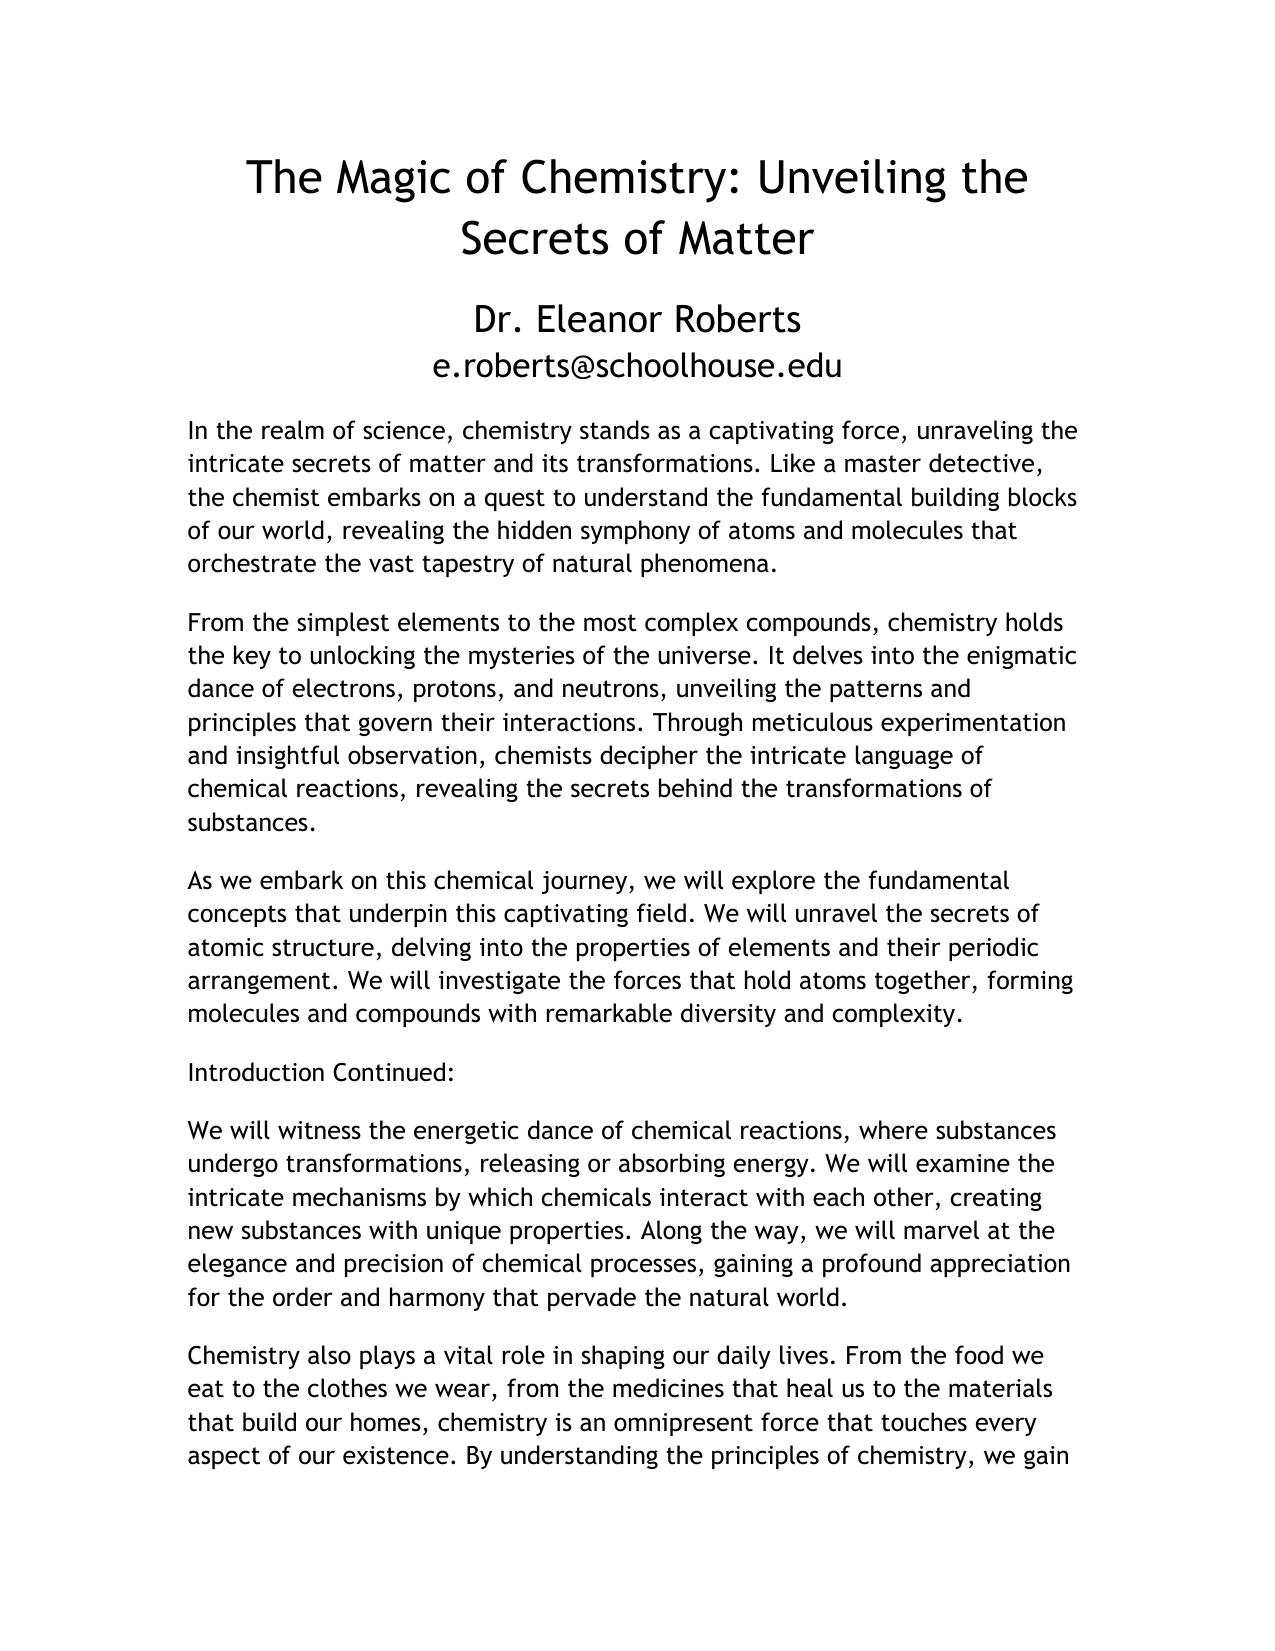 The Magic of Chemistry: Unveiling the
Secrets of Matter
Dr. Eleanor Roberts
e.roberts@schoolhouse.edu
In the realm of science, chemistry stands as a captivating force, unraveling the
intricate secrets of matter and its transformations. Like a master detective,
the chemist embarks on a quest to understand the fundamental building blocks
of our world, revealing the hidden symphony of atoms and molecules that
orchestrate the vast tapestry of natural phenomena.
From the simplest elements to the most complex compounds, chemistry holds
the key to unlocking the mysteries of the universe. It delves into the enigmatic
dance of electrons, protons, and neutrons, unveiling the patterns and
principles that govern their interactions. Through meticulous experimentation
and insightful observation, chemists decipher the intricate language of
chemical reactions, revealing the secrets behind the transformations of
substances.
As we embark on this chemical journey, we will explore the fundamental
concepts that underpin this captivating field. We will unravel the secrets of
atomic structure, delving into the properties of elements and their periodic
arrangement. We will investigate the forces that hold atoms together, forming
molecules and compounds with remarkable diversity and complexity.
Introduction Continued:
We will witness the energetic dance of chemical reactions, where substances
undergo transformations, releasing or absorbing energy. We will examine the
intricate mechanisms by which chemicals interact with each other, creating
new substances with unique properties. Along the way, we will marvel at the
elegance and precision of chemical processes, gaining a profound appreciation
for the order and harmony that pervade the natural world.
Chemistry also plays a vital role in shaping our daily lives. From the food we
eat to the clothes we wear, from the medicines that heal us to the materials
that build our homes, chemistry is an omnipresent force that touches every
aspect of our existence. By understanding the principles of chemistry, we gain